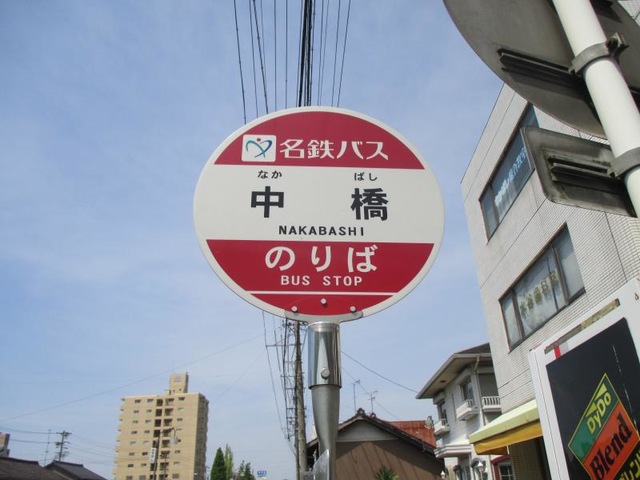 名鉄バス
なか ばし
中 橋
NAKABASHI
のりば
BUS STOP
DyDo
Blend